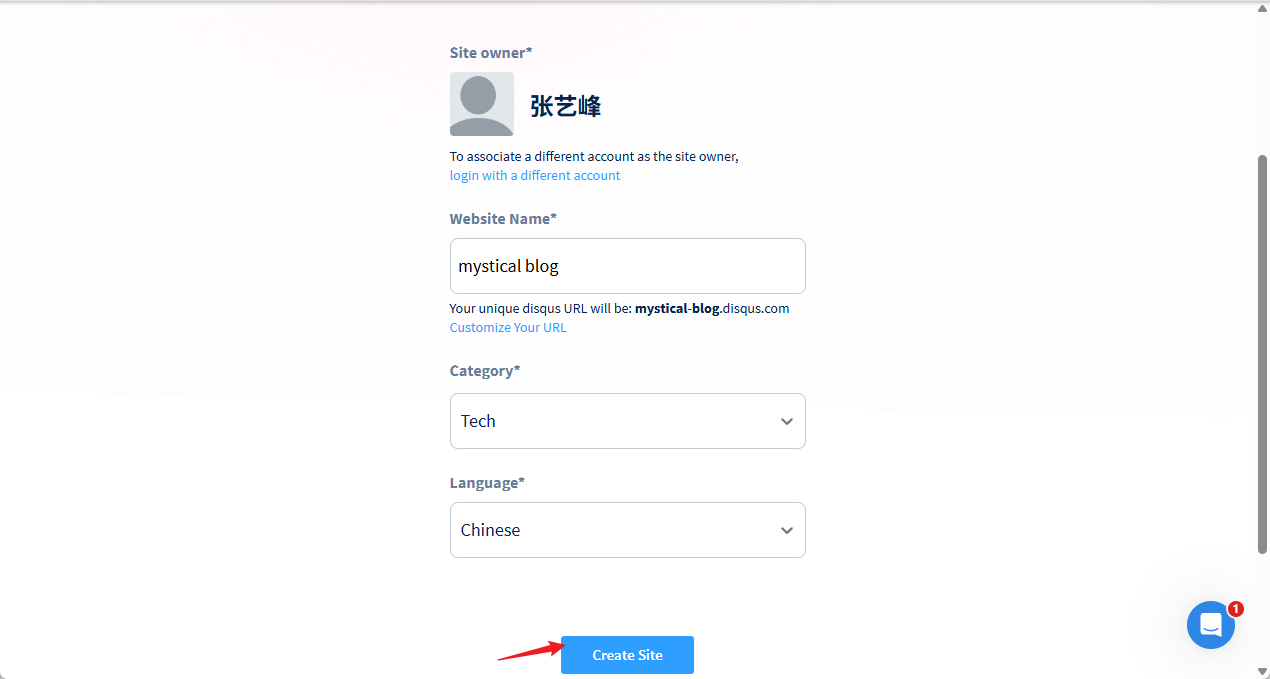 Site owner*
张艺峰
To associate a different account as the site owner,
login with a different account
Website Name*
mystical blog
Your unique disqus URL will be: mystical-blog.disqus.com
Customize Your URL
Category*
Tech
Language*
Chinese
1
Create Site